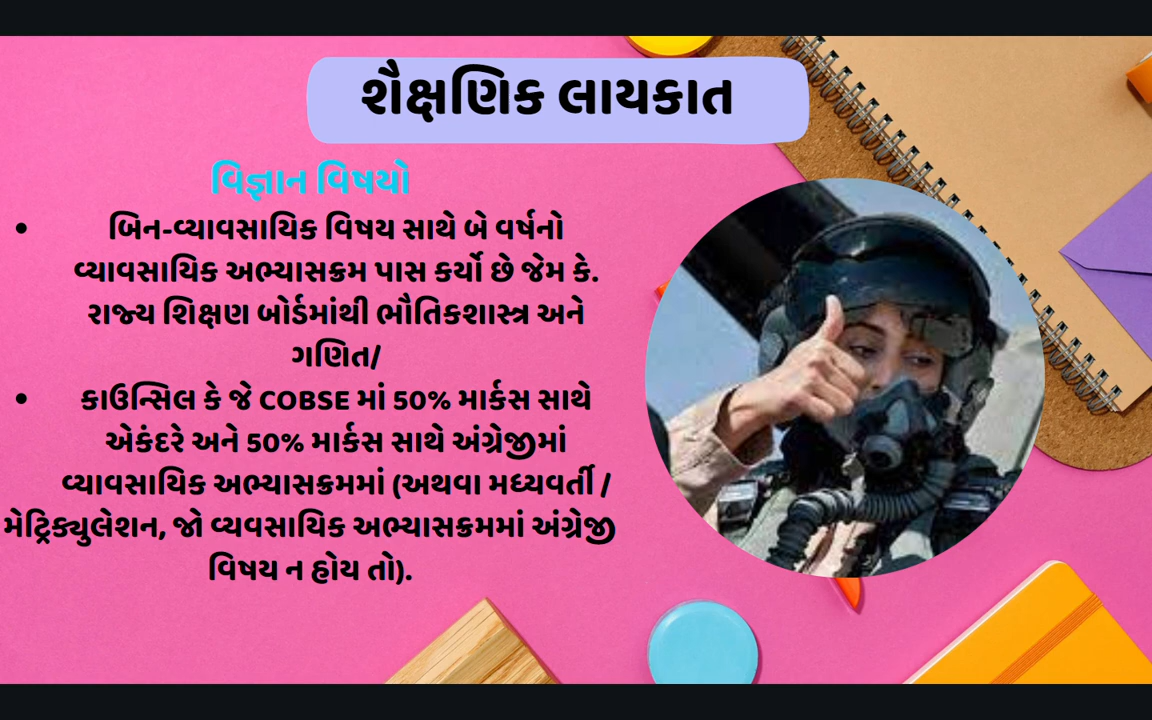 શૈક્ષણિક લાયકાત
વિજ્ઞાન વિષયો
• બિન-વ્યાવસાયિક વિષય સાથે બે વર્ષનો
વ્યાવસાયિક અભ્યાસક્રમ પાસ કર્યો છે જેમ કે.
રાજ્ય શિક્ષણ બોર્ડમાંથી ભૌતિકશાસ્ત્ર અને
ગણિત/
• કાઉન્સિલ કે જે COBSE માં 50% માર્કસ સાથે
એકંદરે અને 50% માર્કસ સાથે અંગ્રેજીમાં
વ્યાવસાયિક અભ્યાસક્રમમાં (અથવા મધ્યવર્તી /
મેટ્રિક્યુલેશન, જો વ્યવસાયિક અભ્યાસક્રમમાં અંગ્રેજી
વિષય ન હોય તો).